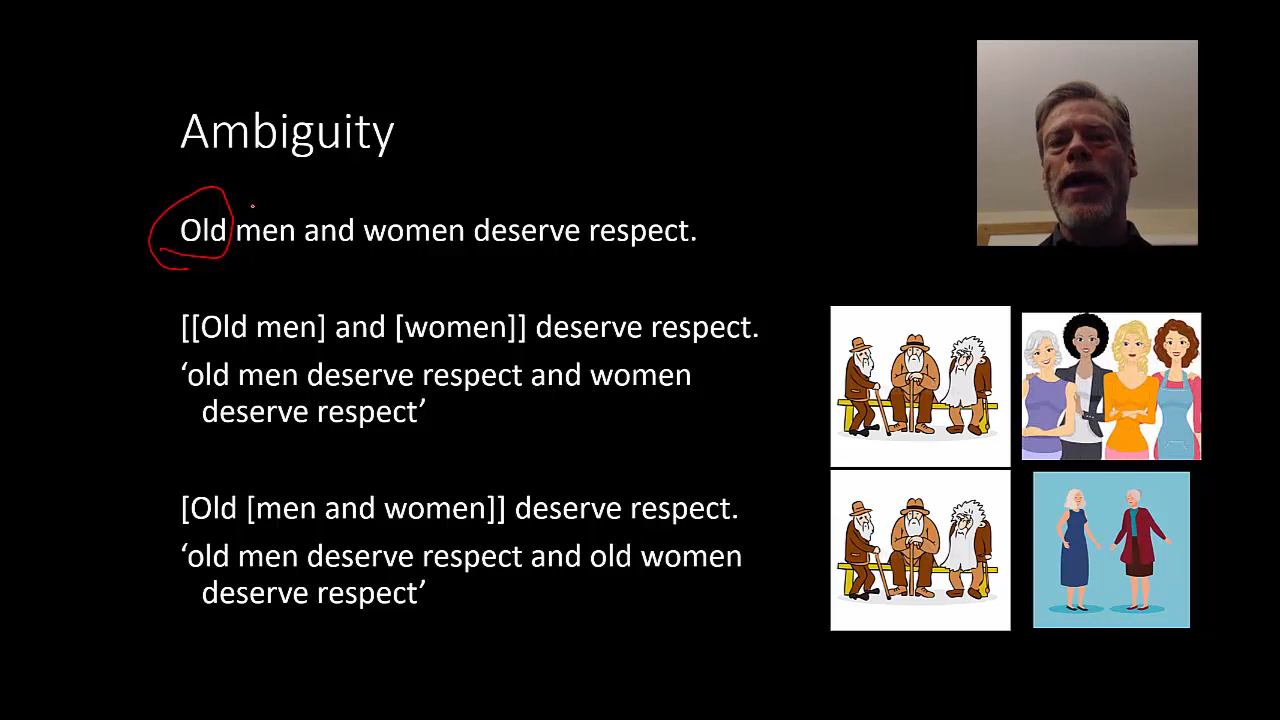 Ambiguity
Old men and women deserve respect.
[[Old men] and [women]] deserve respect.
‘old men deserve respect and women
deserve respect’
[Old [men and women]] deserve respect.
‘old men deserve respect and old women
deserve respect’